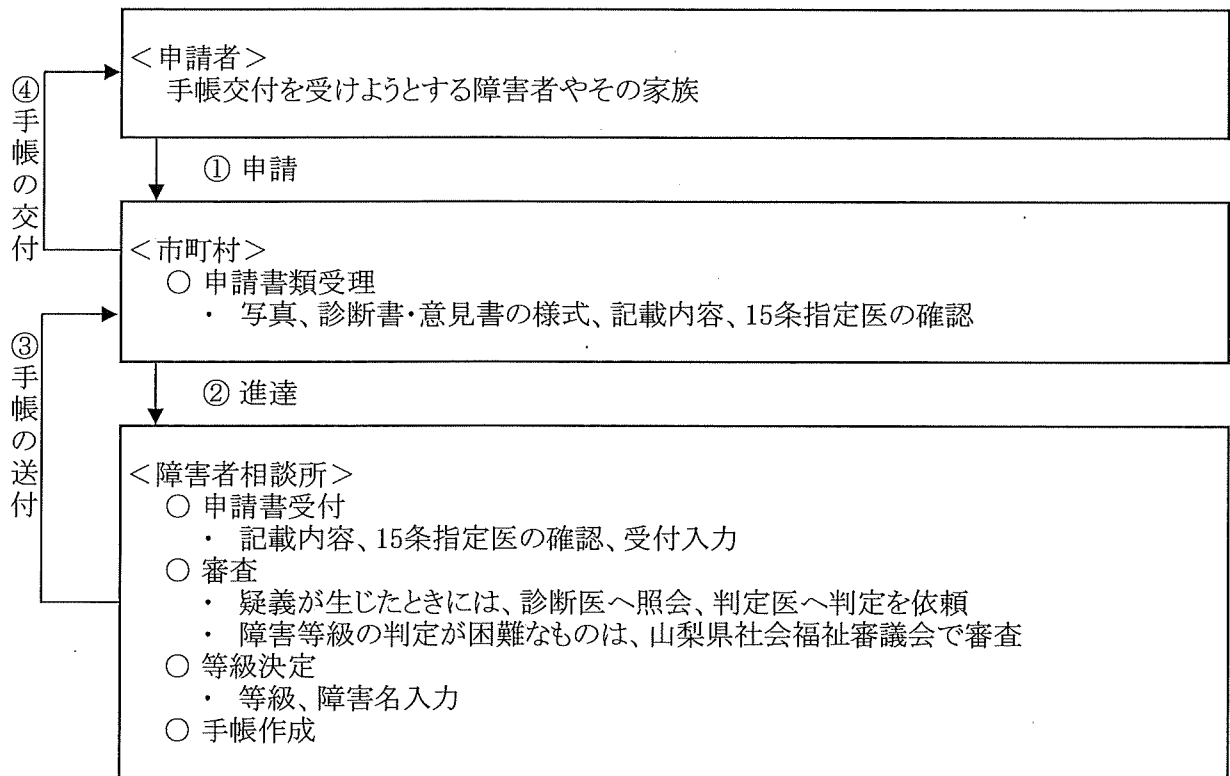 ＜申請者＞
手帳交付を受けようとする障害者やその家族
④手帳の交付
① 申請
＜市町村＞
○ 申請書類受理
・ 写真、診断書・意見書の様式、記載内容、15条指定医の確認
③手帳の送付
② 進達
＜障害者相談所＞
○ 申請書受付
・ 記載内容、15条指定医の確認、受付入力
○ 審査
・ 疑義が生じたときには、診断医へ照会、判定医へ判定を依頼
・ 障害等級の判定が困難なものは、山梨県社会福祉審議会で審査
○ 等級決定
・ 等級、障害名入力
○ 手帳作成